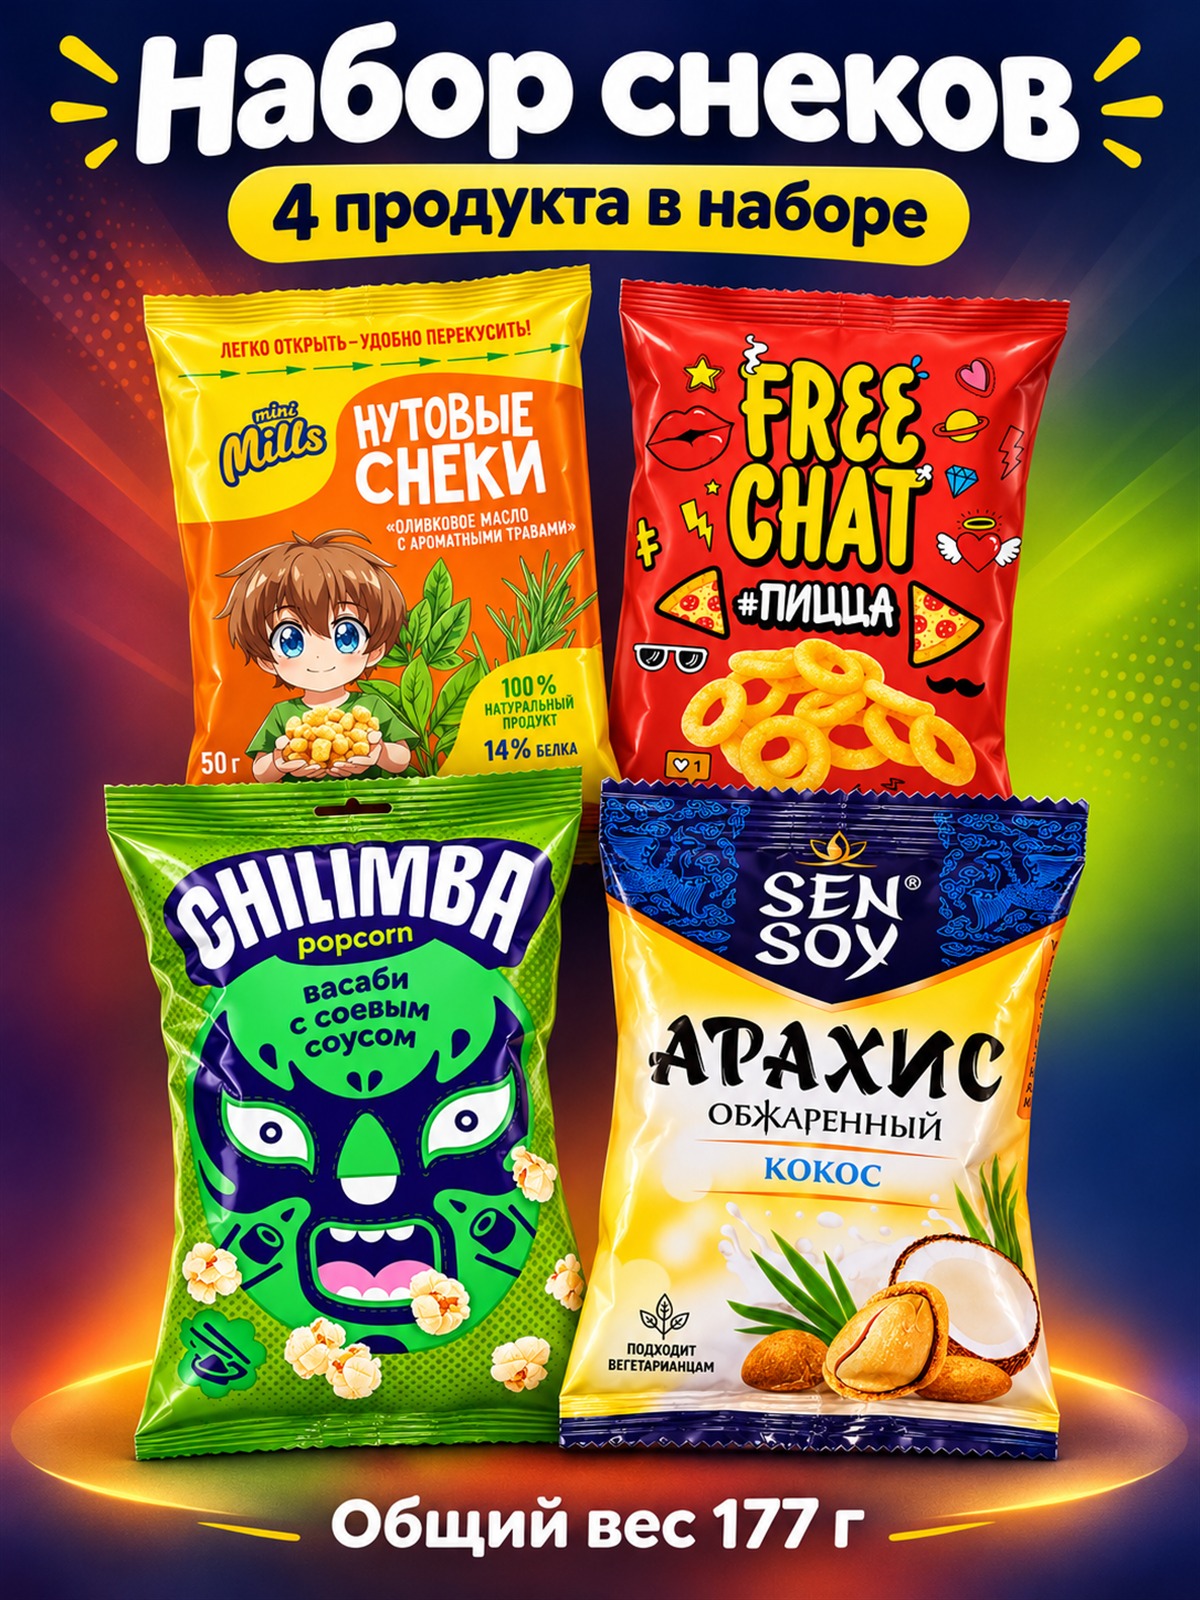 Набор снеков
4 продукта в наборе
ЛЕГКО ОТКРЫТЬ – УДОБНО ПЕРЕКУСИТЬ!
mini
Mills
НУТОВЫЕ
СНЕКИ
«ОЛИВКОВОЕ МАСЛО
С АРОМАТНЫМИ ТРАВАМИ»
100 %
НАТУРАЛЬНЫЙ
ПРОДУКТ
14% БЕЛКА
50 г
FREE
CHAT
#ПИЦЦА
1
CHILIMBA
popcorn
васаби
с соевым
соусом
SEN®
SOY
АРАХИС
ОБЖАРЕННЫЙ
КОКОС
ПОДХОДИТ
ВЕГЕТАРИАНЦАМ
Общий вес 177 г